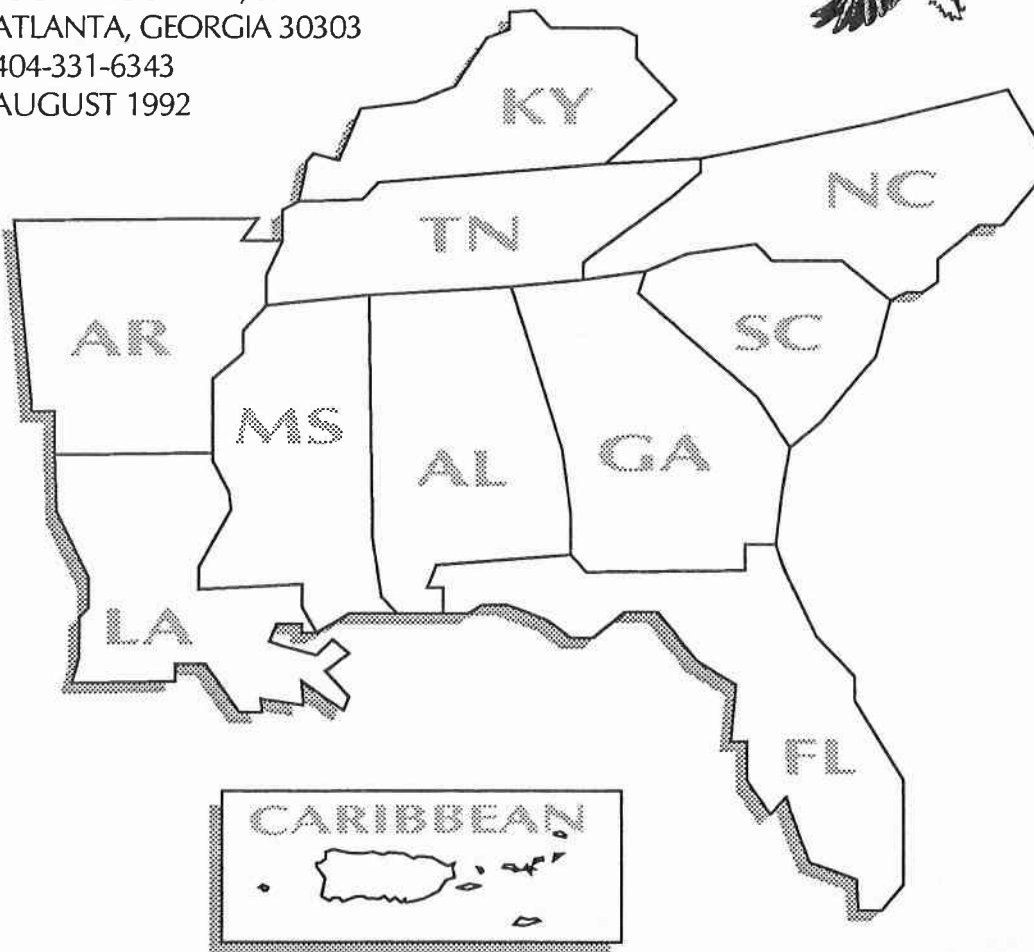 ATLANTA, GEORGIA 30303
404-331-6343
AUGUST 1992
KY
NC
TN
AR
SC
MS
AL
GA
LA
FL
CARIBBEAN